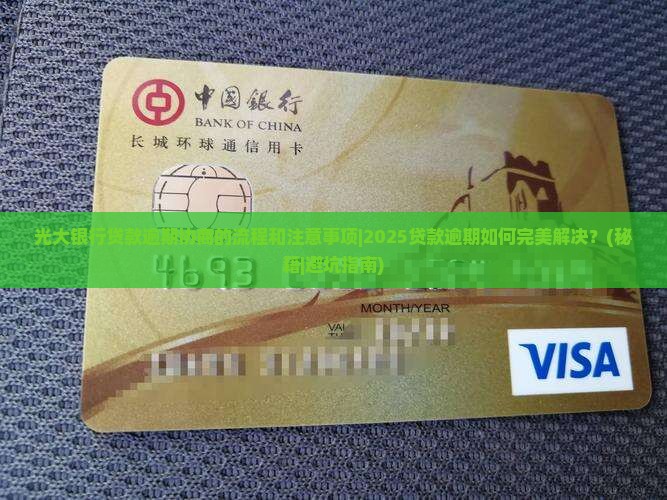 中国银行
BANK OF CHINA
长城环球通信用卡
光大银行贷款逾期协商的流程和注意事项|2025贷款逾期如何完美解决？(秘
籍|避坑指南)
4693
MONTH/YEAR
VISA